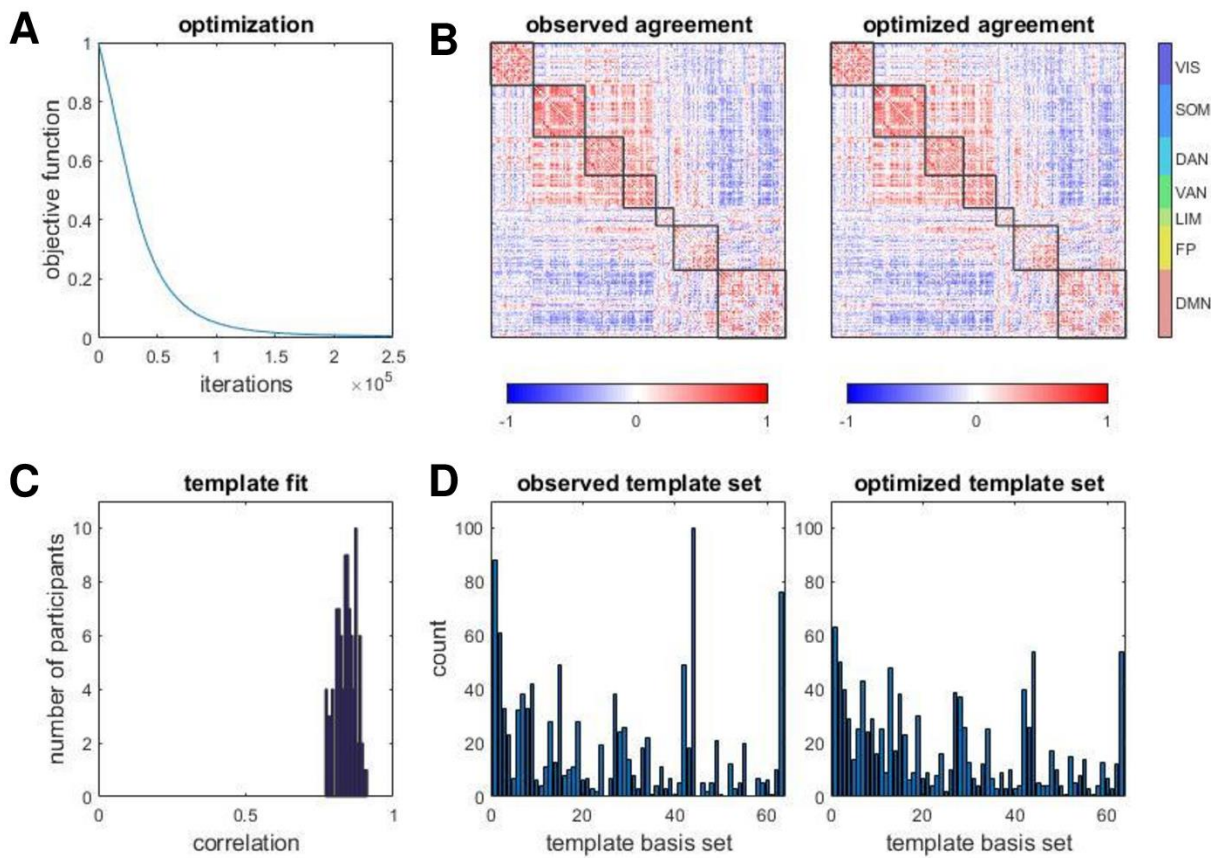 A
optimization
objective function
1
0.8
0.6
0.4
0.2
0
0 0.5 1 1.5 2 2.5
iterations
×10⁵
B
observed agreement
optimized agreement
VIS
SOM
DAN
VAN
LIM
FP
DMN
-1 0 1
-1 0 1
C
template fit
number of participants
10
8
6
4
2
0
0 0.5 1
correlation
D
observed template set
count
100
80
60
40
20
0
0 20 40 60
template basis set
optimized template set
100
80
60
40
20
0
0 20 40 60
template basis set